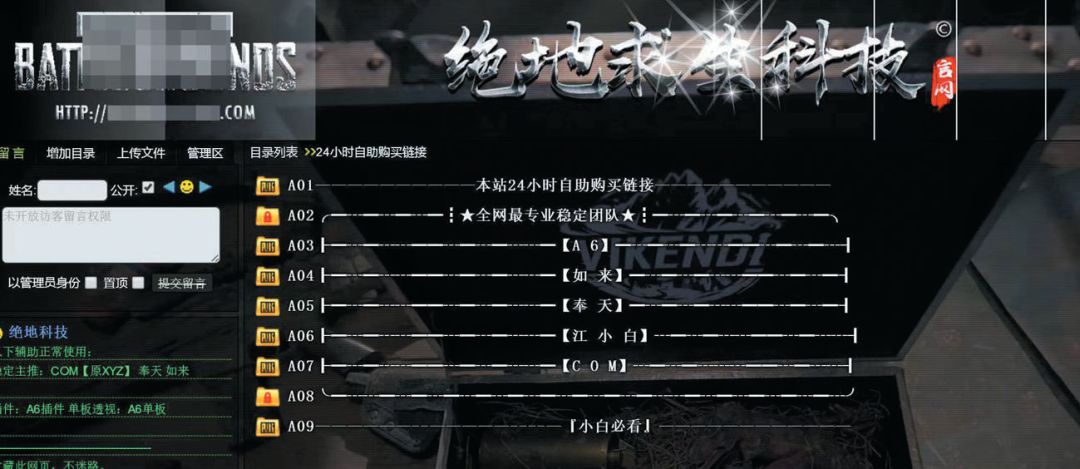 绝地求生科技
©
官网
HTTP://
.COM
留言 增加目录 上传文件 管理区
目录列表 >>24小时自助购买链接
姓名: 公开:
未开放访客留言权限
以管理员身份 置顶 提交留言
绝地科技
下辅助正常使用:
定主推:COM【原XYZ】 奉天 如来
件:A6插件 单板透视:A6单板
藏此网页,不迷路。
A01 本站24小时自助购买链接
A02 ┇★全网最专业稳定团队★┇
A03 【A 6】
A04 【如 来】
A05 【奉 天】
A06 【江 小 白】
A07 【C O M】
A08
A09 『小白必看』
VIKENDI